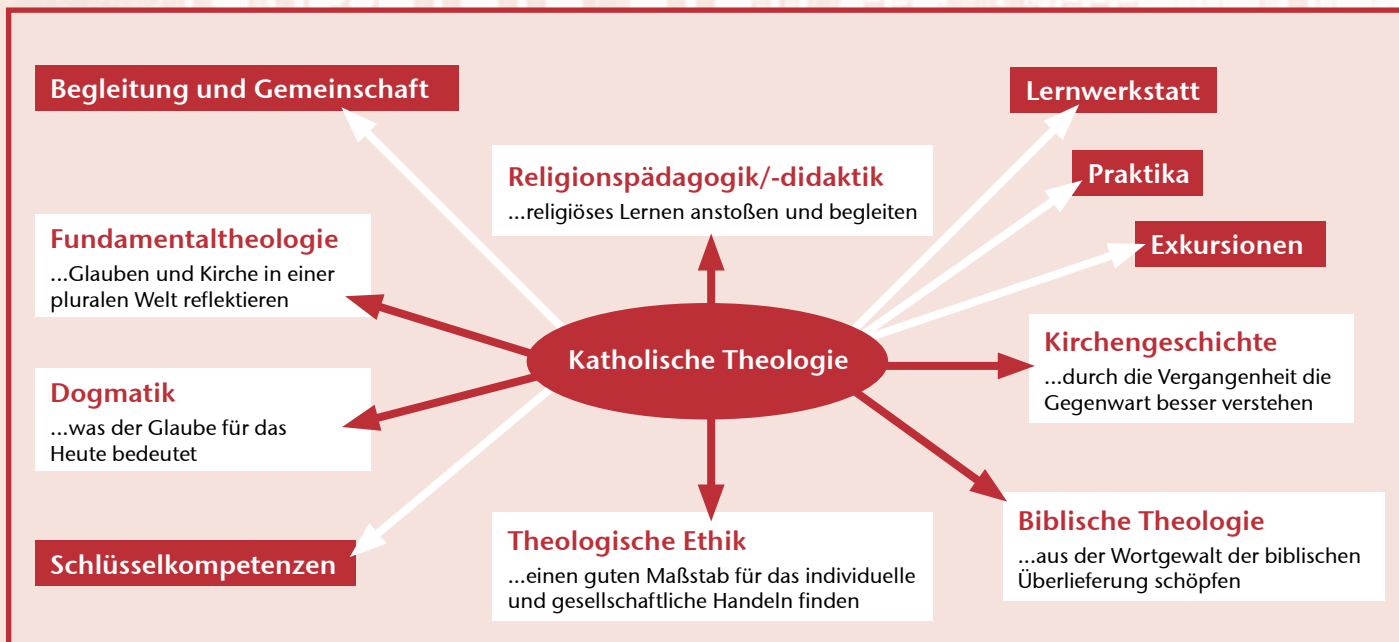 Begleitung und Gemeinschaft
Lernwerkstatt
Religionspädagogik/-didaktik
...religiöses Lernen anstoßen und begleiten
Praktika
Fundamentaltheologie
...Glauben und Kirche in einer
pluralen Welt reflektieren
Exkursionen
Katholische Theologie
Kirchengeschichte
...durch die Vergangenheit die
Gegenwart besser verstehen
Dogmatik
...was der Glaube für das
Heute bedeutet
Biblische Theologie
...aus der Wortgewalt der biblischen
Überlieferung schöpfen
Theologische Ethik
...einen guten Maßstab für das individuelle
und gesellschaftliche Handeln finden
Schlüsselkompetenzen